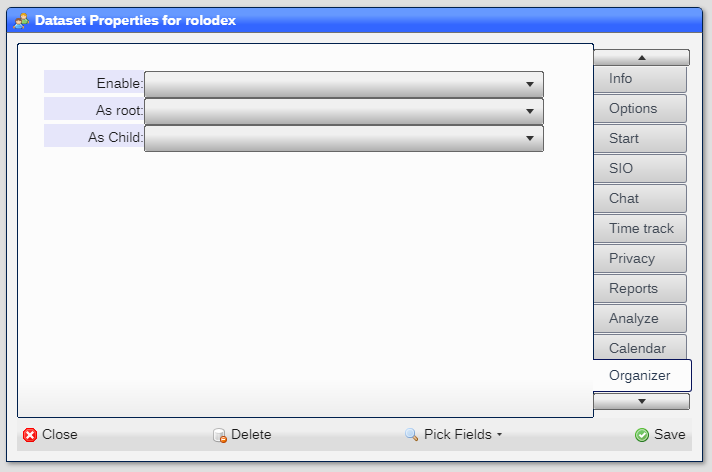 Dataset Properties for rolodex
Enable:
As root:
As Child:
Info
Options
Start
SIO
Chat
Time track
Privacy
Reports
Analyze
Calendar
Organizer
Close Delete Pick Fields Save